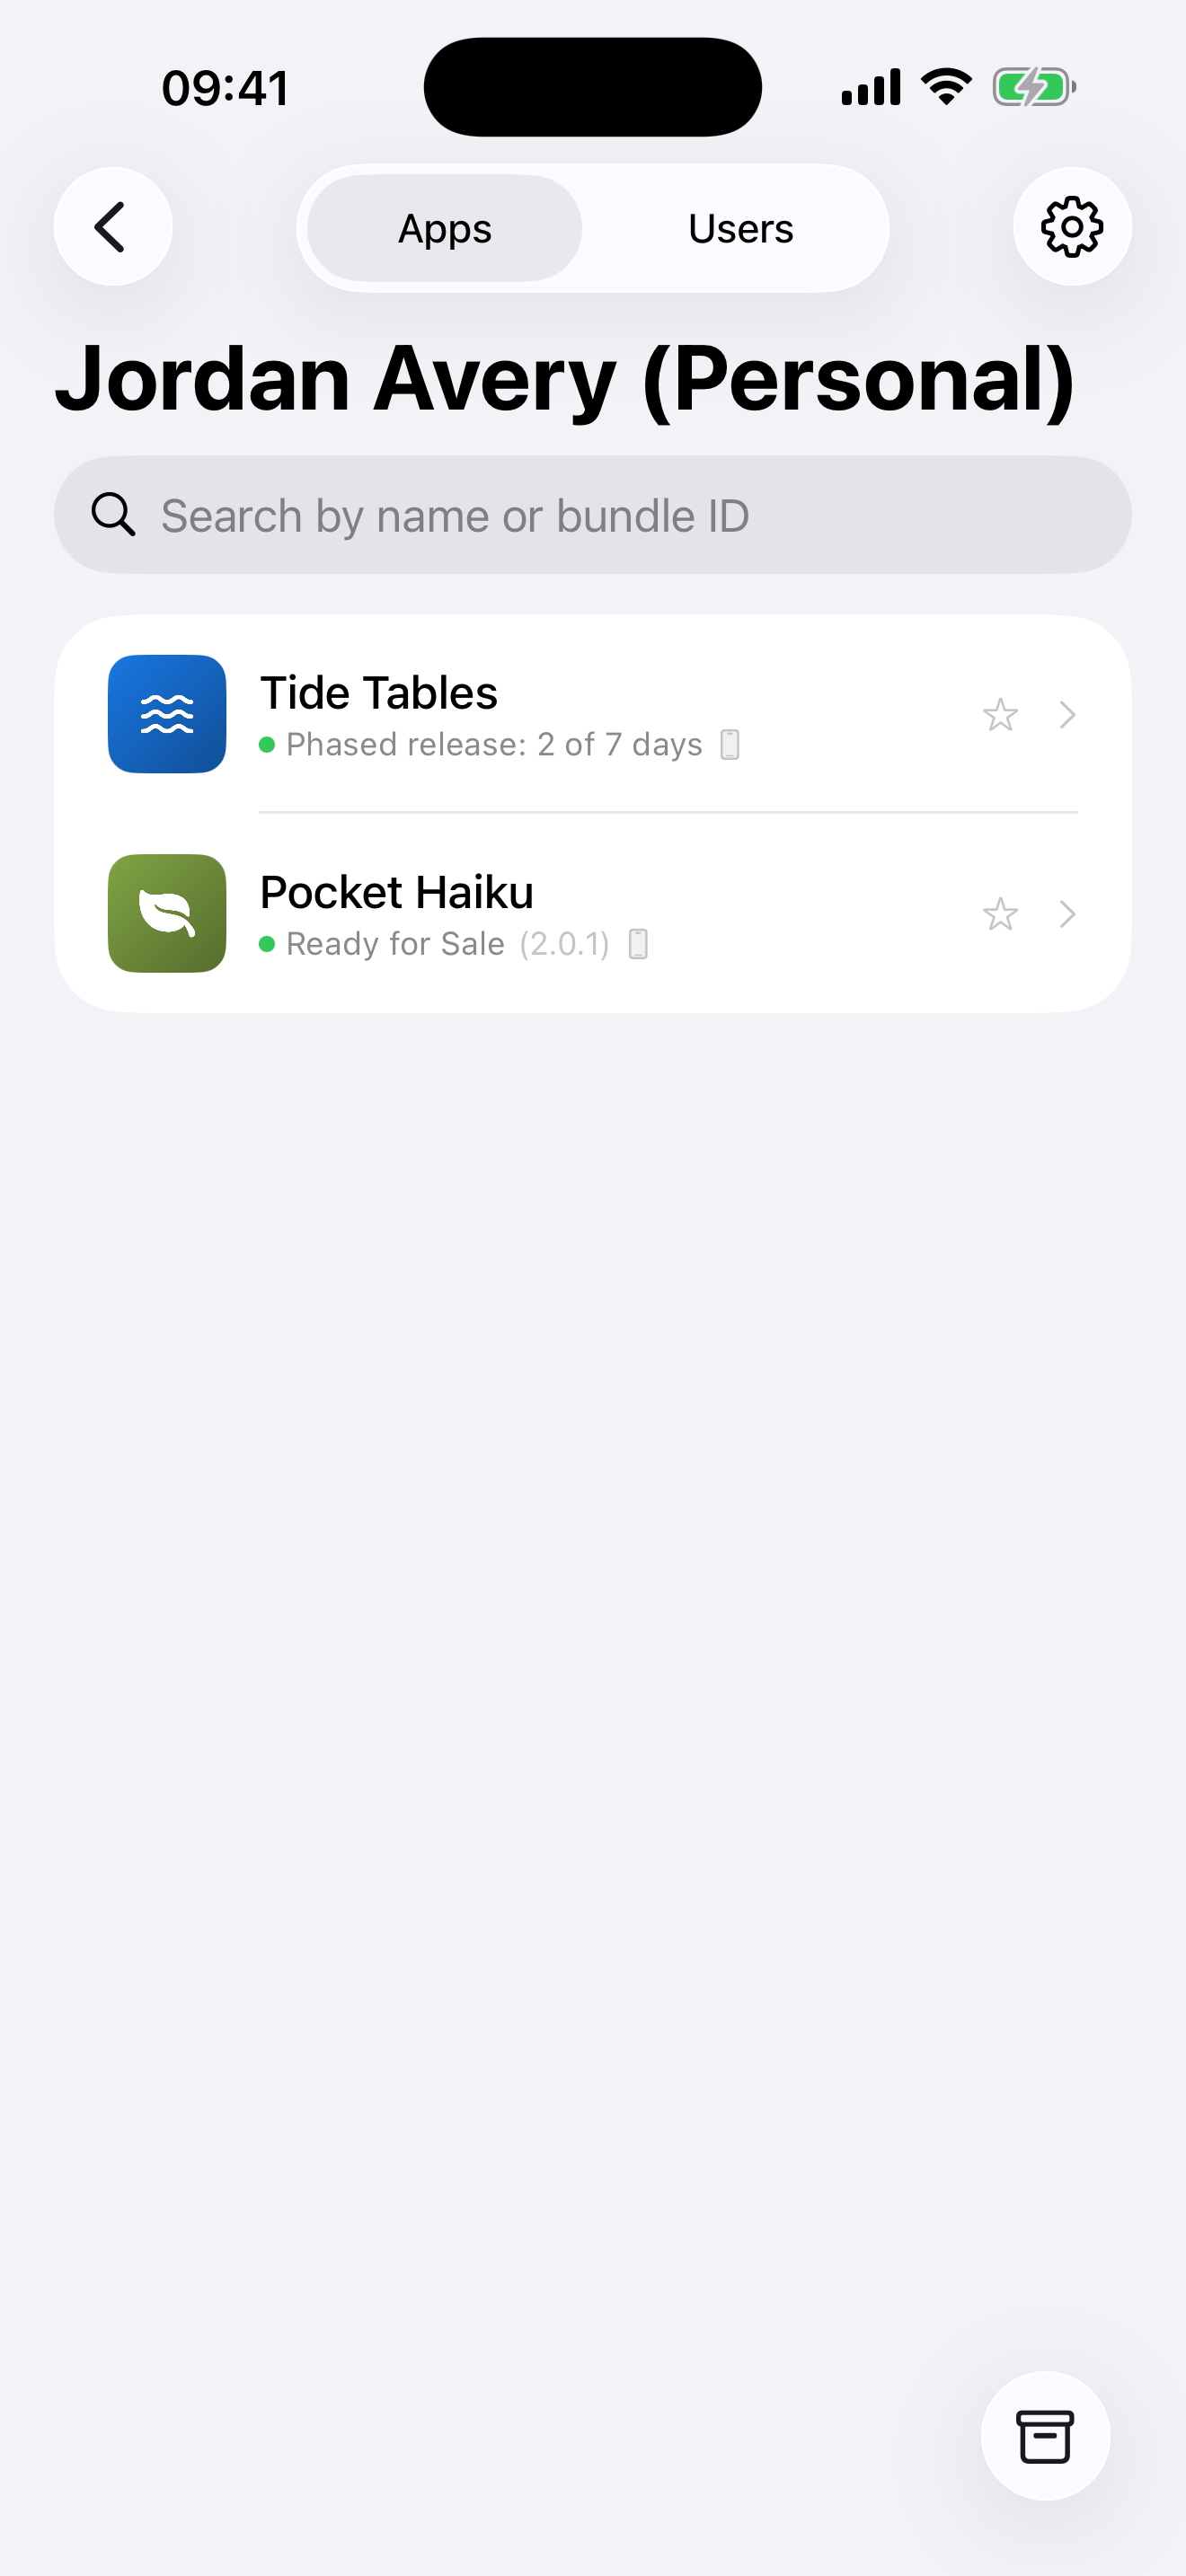 09:41
Apps Users
Jordan Avery (Personal)
Search by name or bundle ID
Tide Tables
Phased release: 2 of 7 days
Pocket Haiku
Ready for Sale (2.0.1)